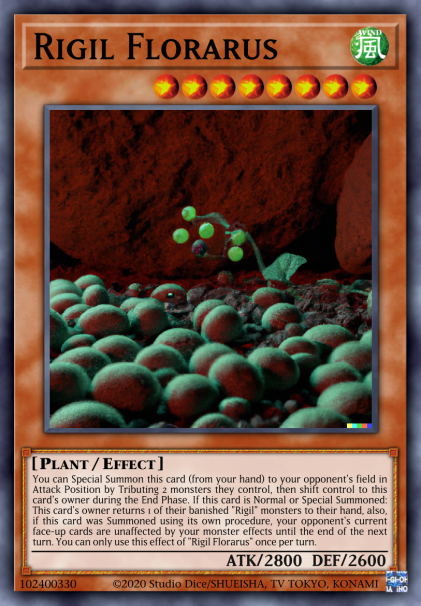 RIGIL FLORARUS
WIND
風
[ PLANT / EFFECT ]
You can Special Summon this card (from your hand) to your opponent's field in
Attack Position by Tributing 2 monsters they control, then shift control to this
card's owner during the End Phase. If this card is Normal or Special Summoned:
This card's owner returns 1 of their banished "Rigil" monsters to their hand, also,
if this card was Summoned using its own procedure, your opponent's current
face-up cards are unaffected by your monster effects until the end of the next
turn. You can only use this effect of "Rigil Florarus" once per turn.
ATK/2800 DEF/2600
102400330 ©2020 Studio Dice/SHUEISHA, TV TOKYO, KONAMI